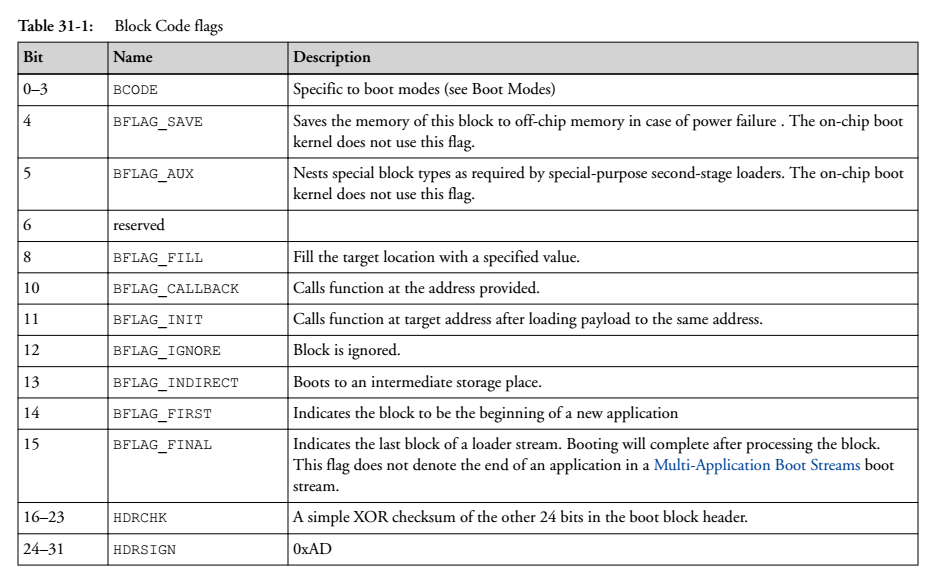 Table 31-1: Block Code flags
Bit Name Description
0–3 BCODE Specific to boot modes (see Boot Modes)
4 BFLAG_SAVE Saves the memory of this block to off-chip memory in case of power failure . The on-chip boot
kernel does not use this flag.
5 BFLAG_AUX Nests special block types as required by special-purpose second-stage loaders. The on-chip boot
kernel does not use this flag.
6 reserved
8 BFLAG_FILL Fill the target location with a specified value.
10 BFLAG_CALLBACK Calls function at the address provided.
11 BFLAG_INIT Calls function at target address after loading payload to the same address.
12 BFLAG_IGNORE Block is ignored.
13 BFLAG_INDIRECT Boots to an intermediate storage place.
14 BFLAG_FIRST Indicates the block to be the beginning of a new application
15 BFLAG_FINAL Indicates the last block of a loader stream. Booting will complete after processing the block.
This flag does not denote the end of an application in a Multi-Application Boot Streams boot
stream.
16–23 HDRCHK A simple XOR checksum of the other 24 bits in the boot block header.
24–31 HDRSIGN 0xAD